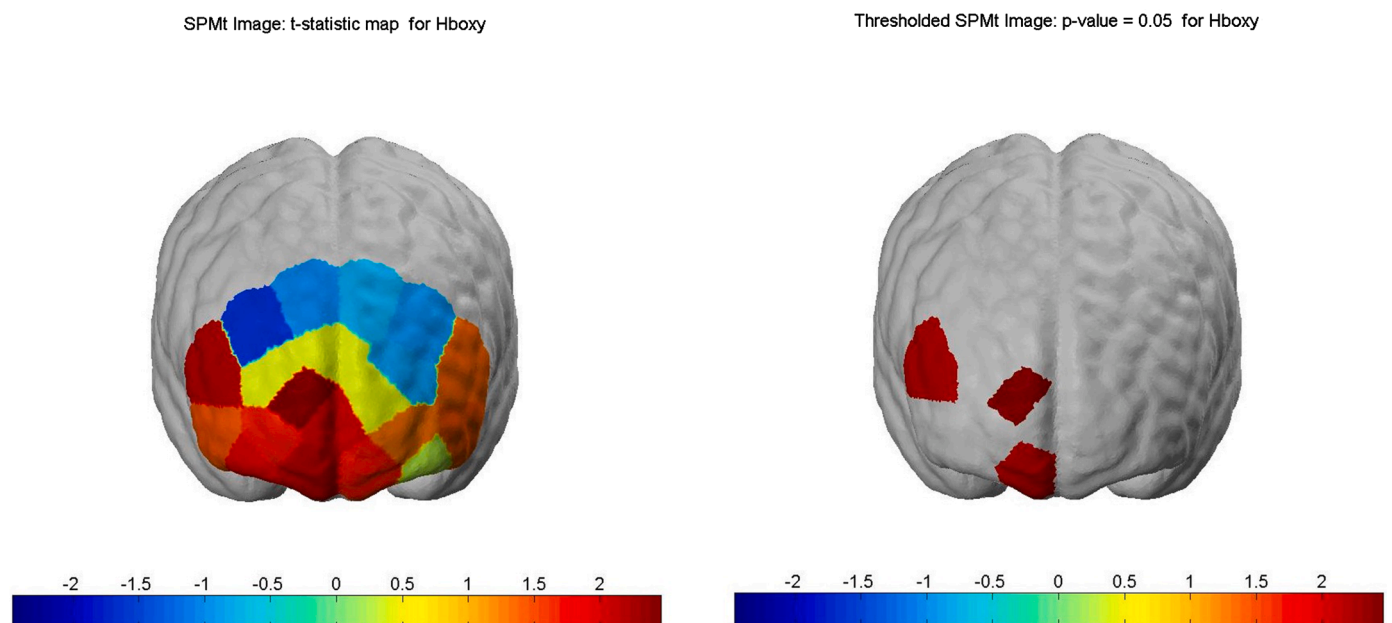 SPMt Image: t-statistic map for Hboxy
Thresholded SPMt Image: p-value = 0.05 for Hboxy
-2 -1.5 -1 -0.5 0 0.5 1 1.5 2
-2 -1.5 -1 -0.5 0 0.5 1 1.5 2